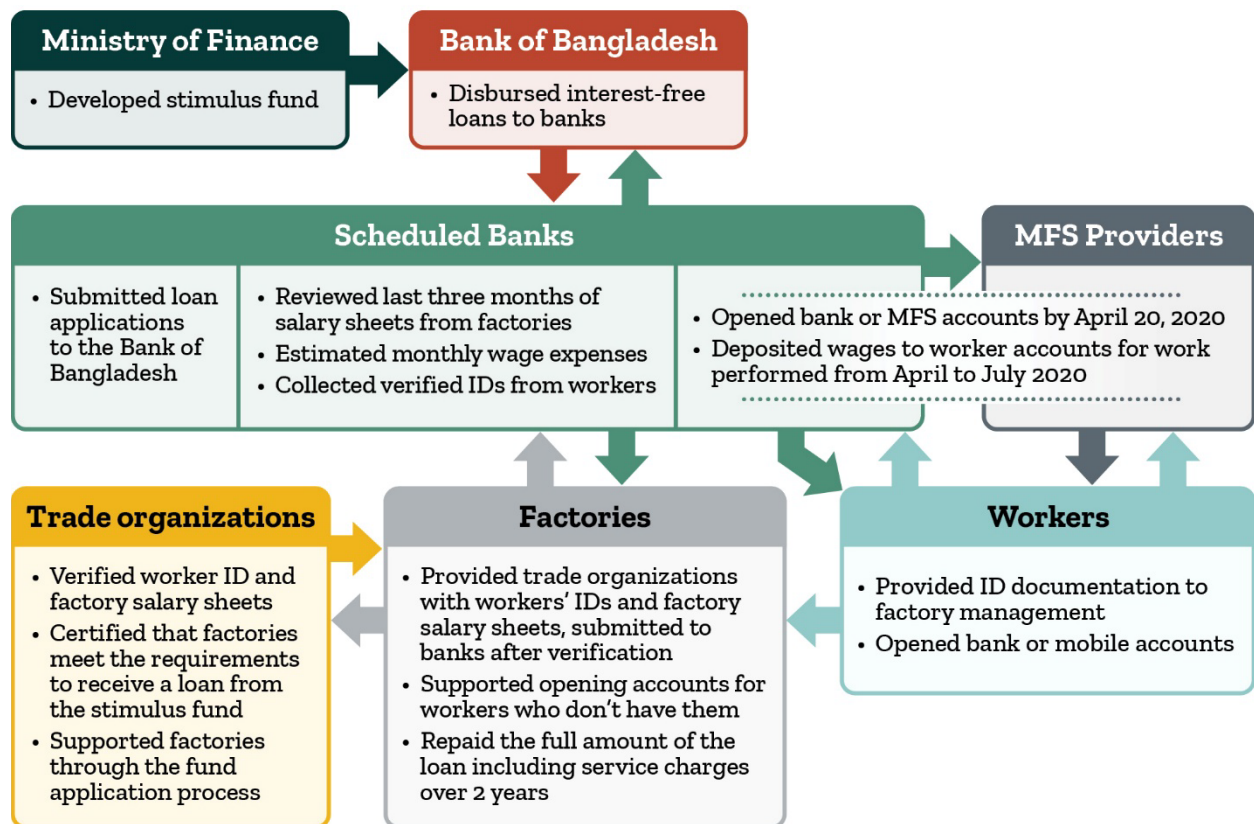 Ministry of Finance
• Developed stimulus fund
Bank of Bangladesh
• Disbursed interest-free
loans to banks
Scheduled Banks
• Submitted loan
applications
to the Bank of
Bangladesh
• Reviewed last three months of
salary sheets from factories
• Estimated monthly wage expenses
• Collected verified IDs from workers
MFS Providers
• Opened bank or MFS accounts by April 20, 2020
• Deposited wages to worker accounts for work
performed from April to July 2020
Trade organizations
• Verified worker ID and
factory salary sheets
• Certified that factories
meet the requirements
to receive a loan from
the stimulus fund
• Supported factories
through the fund
application process
Factories
• Provided trade organizations
with workers’ IDs and factory
salary sheets, submitted to
banks after verification
• Supported opening accounts for
workers who don’t have them
• Repaid the full amount of the
loan including service charges
over 2 years
Workers
• Provided ID documentation to
factory management
• Opened bank or mobile accounts